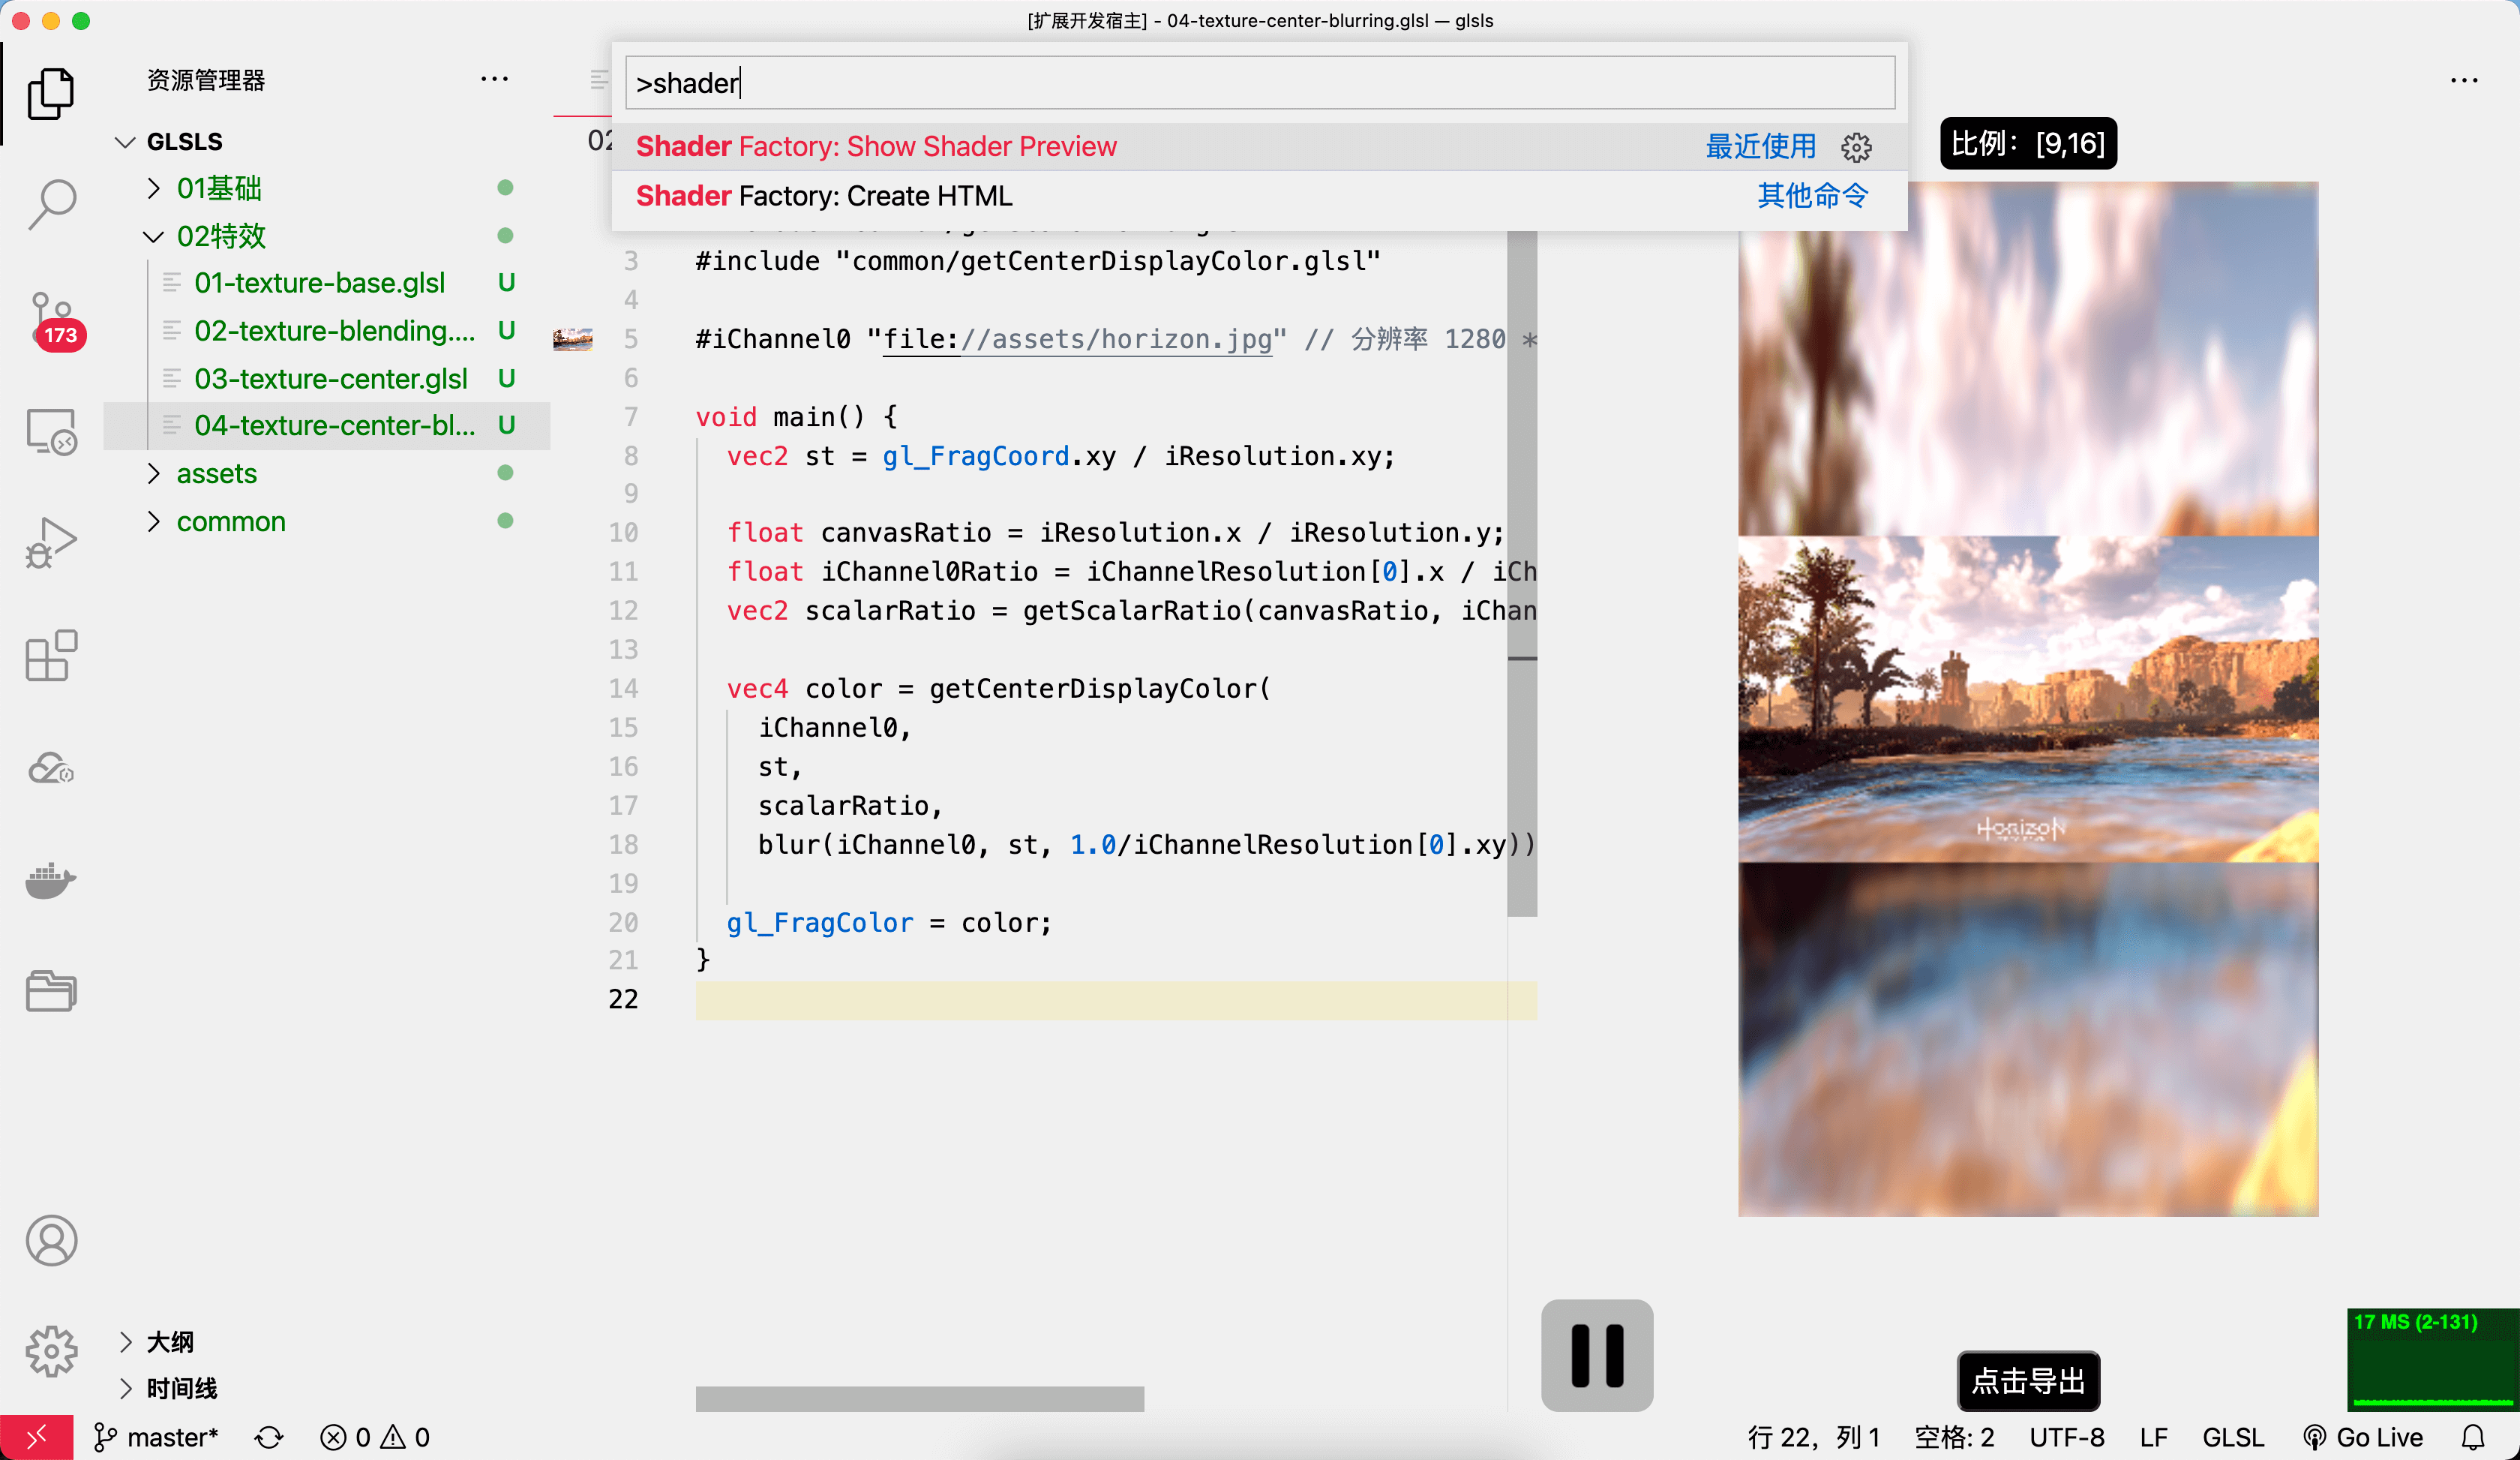 [扩展开发宿主] - 04-texture-center-blurring.glsl — glsls
资源管理器
>shader
Shader Factory: Show Shader Preview
最近使用
Shader Factory: Create HTML
其他命令
GLSLS
01基础
02特效
01-texture-base.glsl U
02-texture-blending.... U
03-texture-center.glsl U
04-texture-center-bl... U
assets
common
173
大纲
时间线
02
3 #include "common/getCenterDisplayColor.glsl"
4
5 #iChannel0 "file://assets/horizon.jpg" // 分辨率 1280 *
6
7 void main() {
8 vec2 st = gl_FragCoord.xy / iResolution.xy;
9
10 float canvasRatio = iResolution.x / iResolution.y;
11 float iChannel0Ratio = iChannelResolution[0].x / iCh
12 vec2 scalarRatio = getScalarRatio(canvasRatio, iChan
13
14 vec4 color = getCenterDisplayColor(
15 iChannel0,
16 st,
17 scalarRatio,
18 blur(iChannel0, st, 1.0/iChannelResolution[0].xy))
19
20 gl_FragColor = color;
21 }
22
比例：[9,16]
HORIZON
点击导出
17 MS (2-131)
master* 0 0
行 22，列 1 空格: 2 UTF-8 LF GLSL Go Live